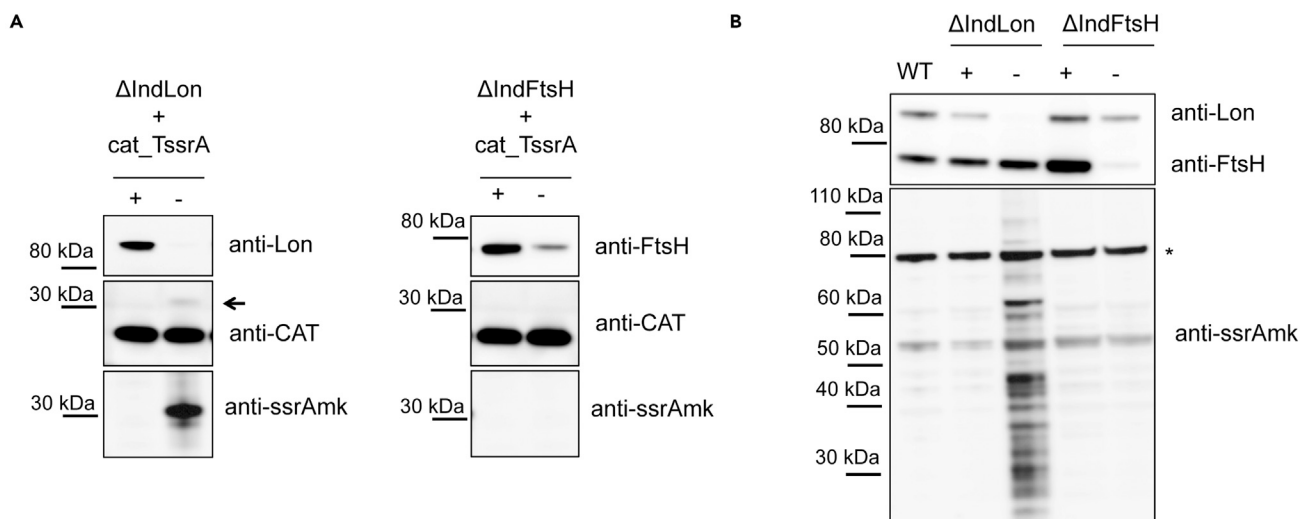 A
ΔIndLon
+
cat_TssrA
+ -
80 kDa
anti-Lon
30 kDa
anti-CAT
30 kDa
anti-ssrAmk
ΔIndFtsH
+
cat_TssrA
+ -
80 kDa
anti-FtsH
30 kDa
anti-CAT
30 kDa
anti-ssrAmk
B
ΔIndLon ΔIndFtsH
WT + - + -
anti-Lon
80 kDa
anti-FtsH
110 kDa
80 kDa
*
60 kDa
anti-ssrAmk
50 kDa
40 kDa
30 kDa